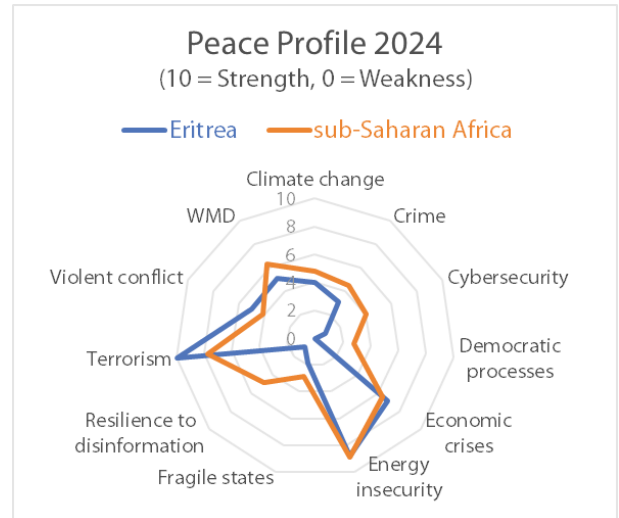 Peace Profile 2024
(10 = Strength, 0 = Weakness)
Eritrea
sub-Saharan Africa
Climate change
10
8
6
4
2
0
Crime
Cybersecurity
Democratic
processes
Economic
crises
Energy
insecurity
Fragile states
Resilience to
disinformation
Terrorism
Violent conflict
WMD